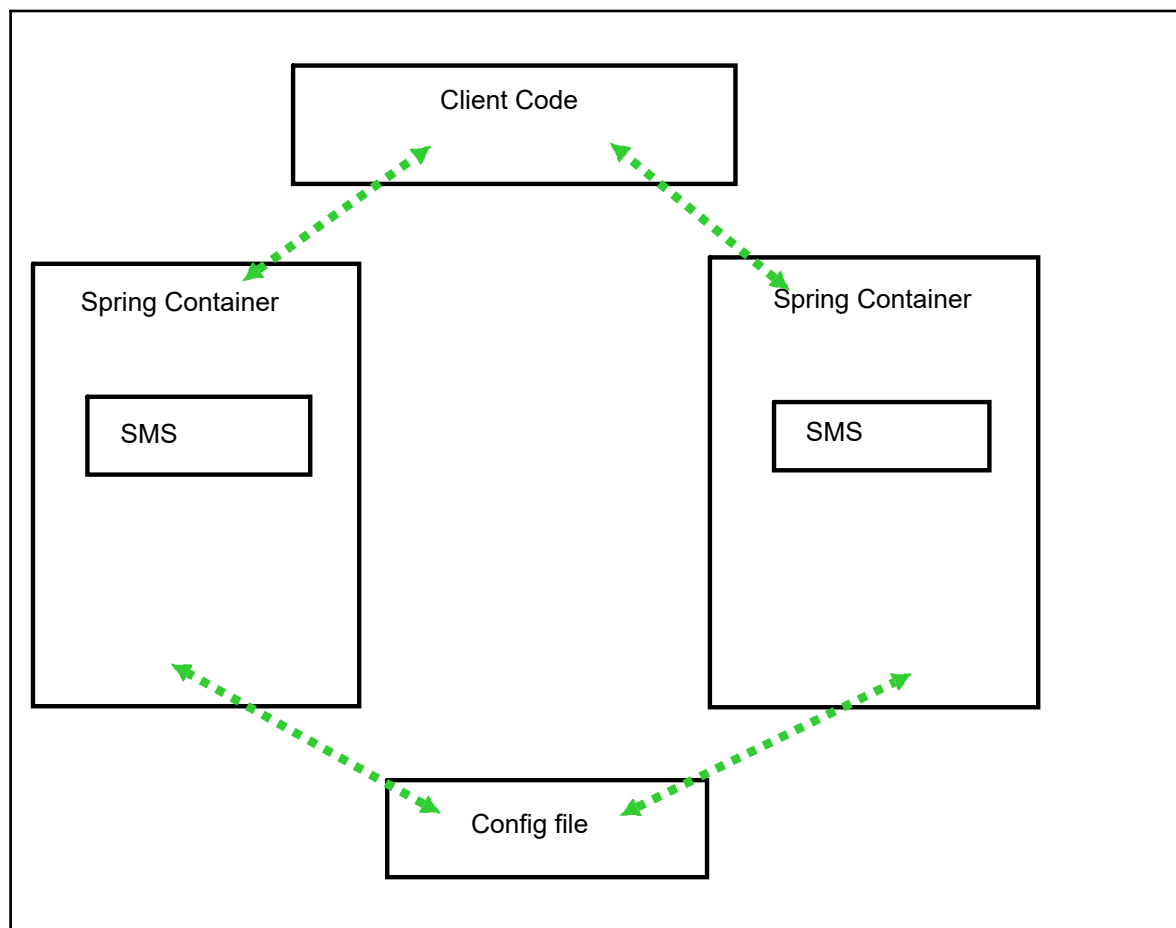 Client Code
Spring Container
Spring Container
SMS
SMS
Config file